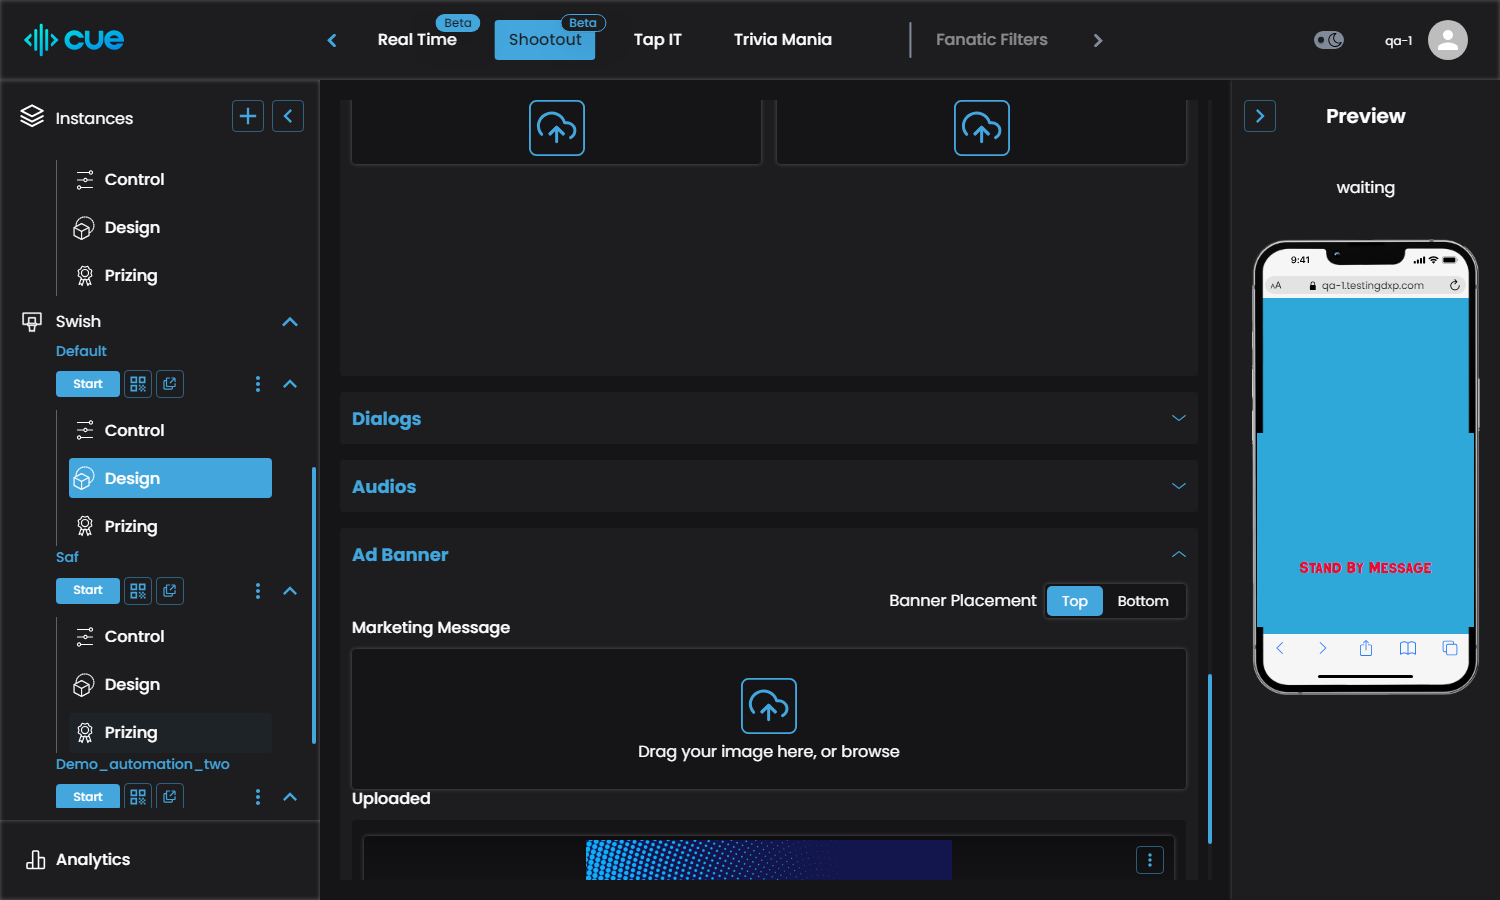 cue
Real Time
Beta
Shootout
Beta
Tap IT
Trivia Mania
Fanatic Filters
qa-1
Instances
Control
Design
Prizing
Swish
Default
Start
Control
Design
Prizing
Saf
Start
Control
Design
Prizing
Demo_automation_two
Start
Analytics
Dialogs
Audios
Ad Banner
Banner Placement
Top
Bottom
Marketing Message
Drag your image here, or browse
Uploaded
Preview
waiting
9:41
AA
qa-1.testingdxp.com
Stand By Message